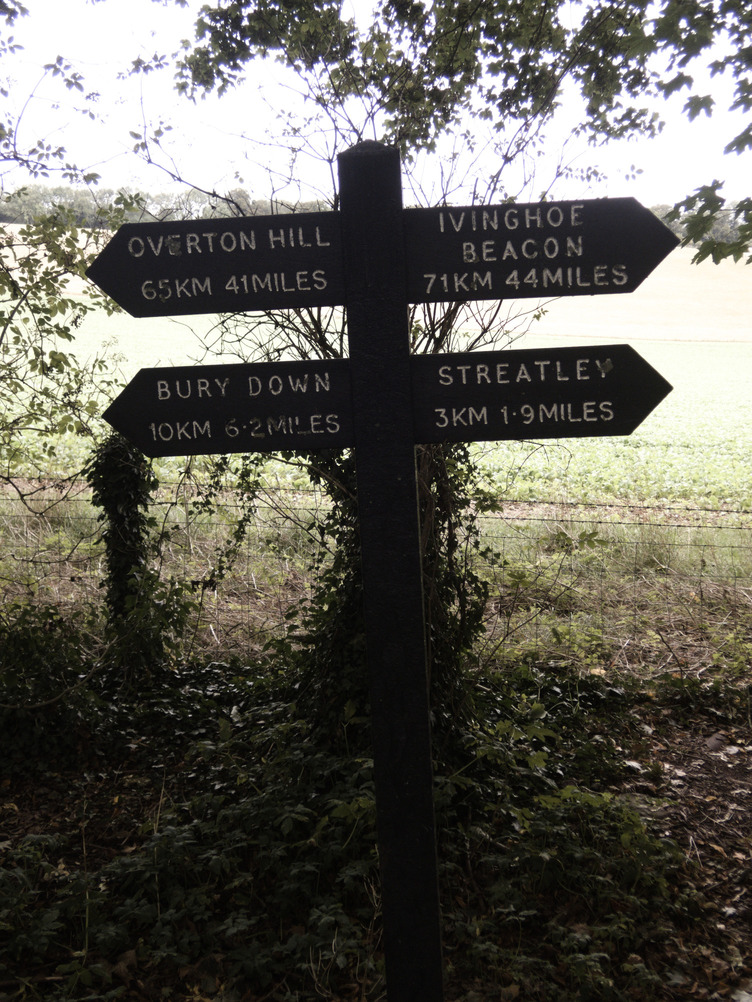 OVERTON HILL
65KM 41MILES
IVINGHOE
BEACON
71KM 44MILES
BURY DOWN
10KM 6·2MILES
STREATLEY
3KM 1·9MILES